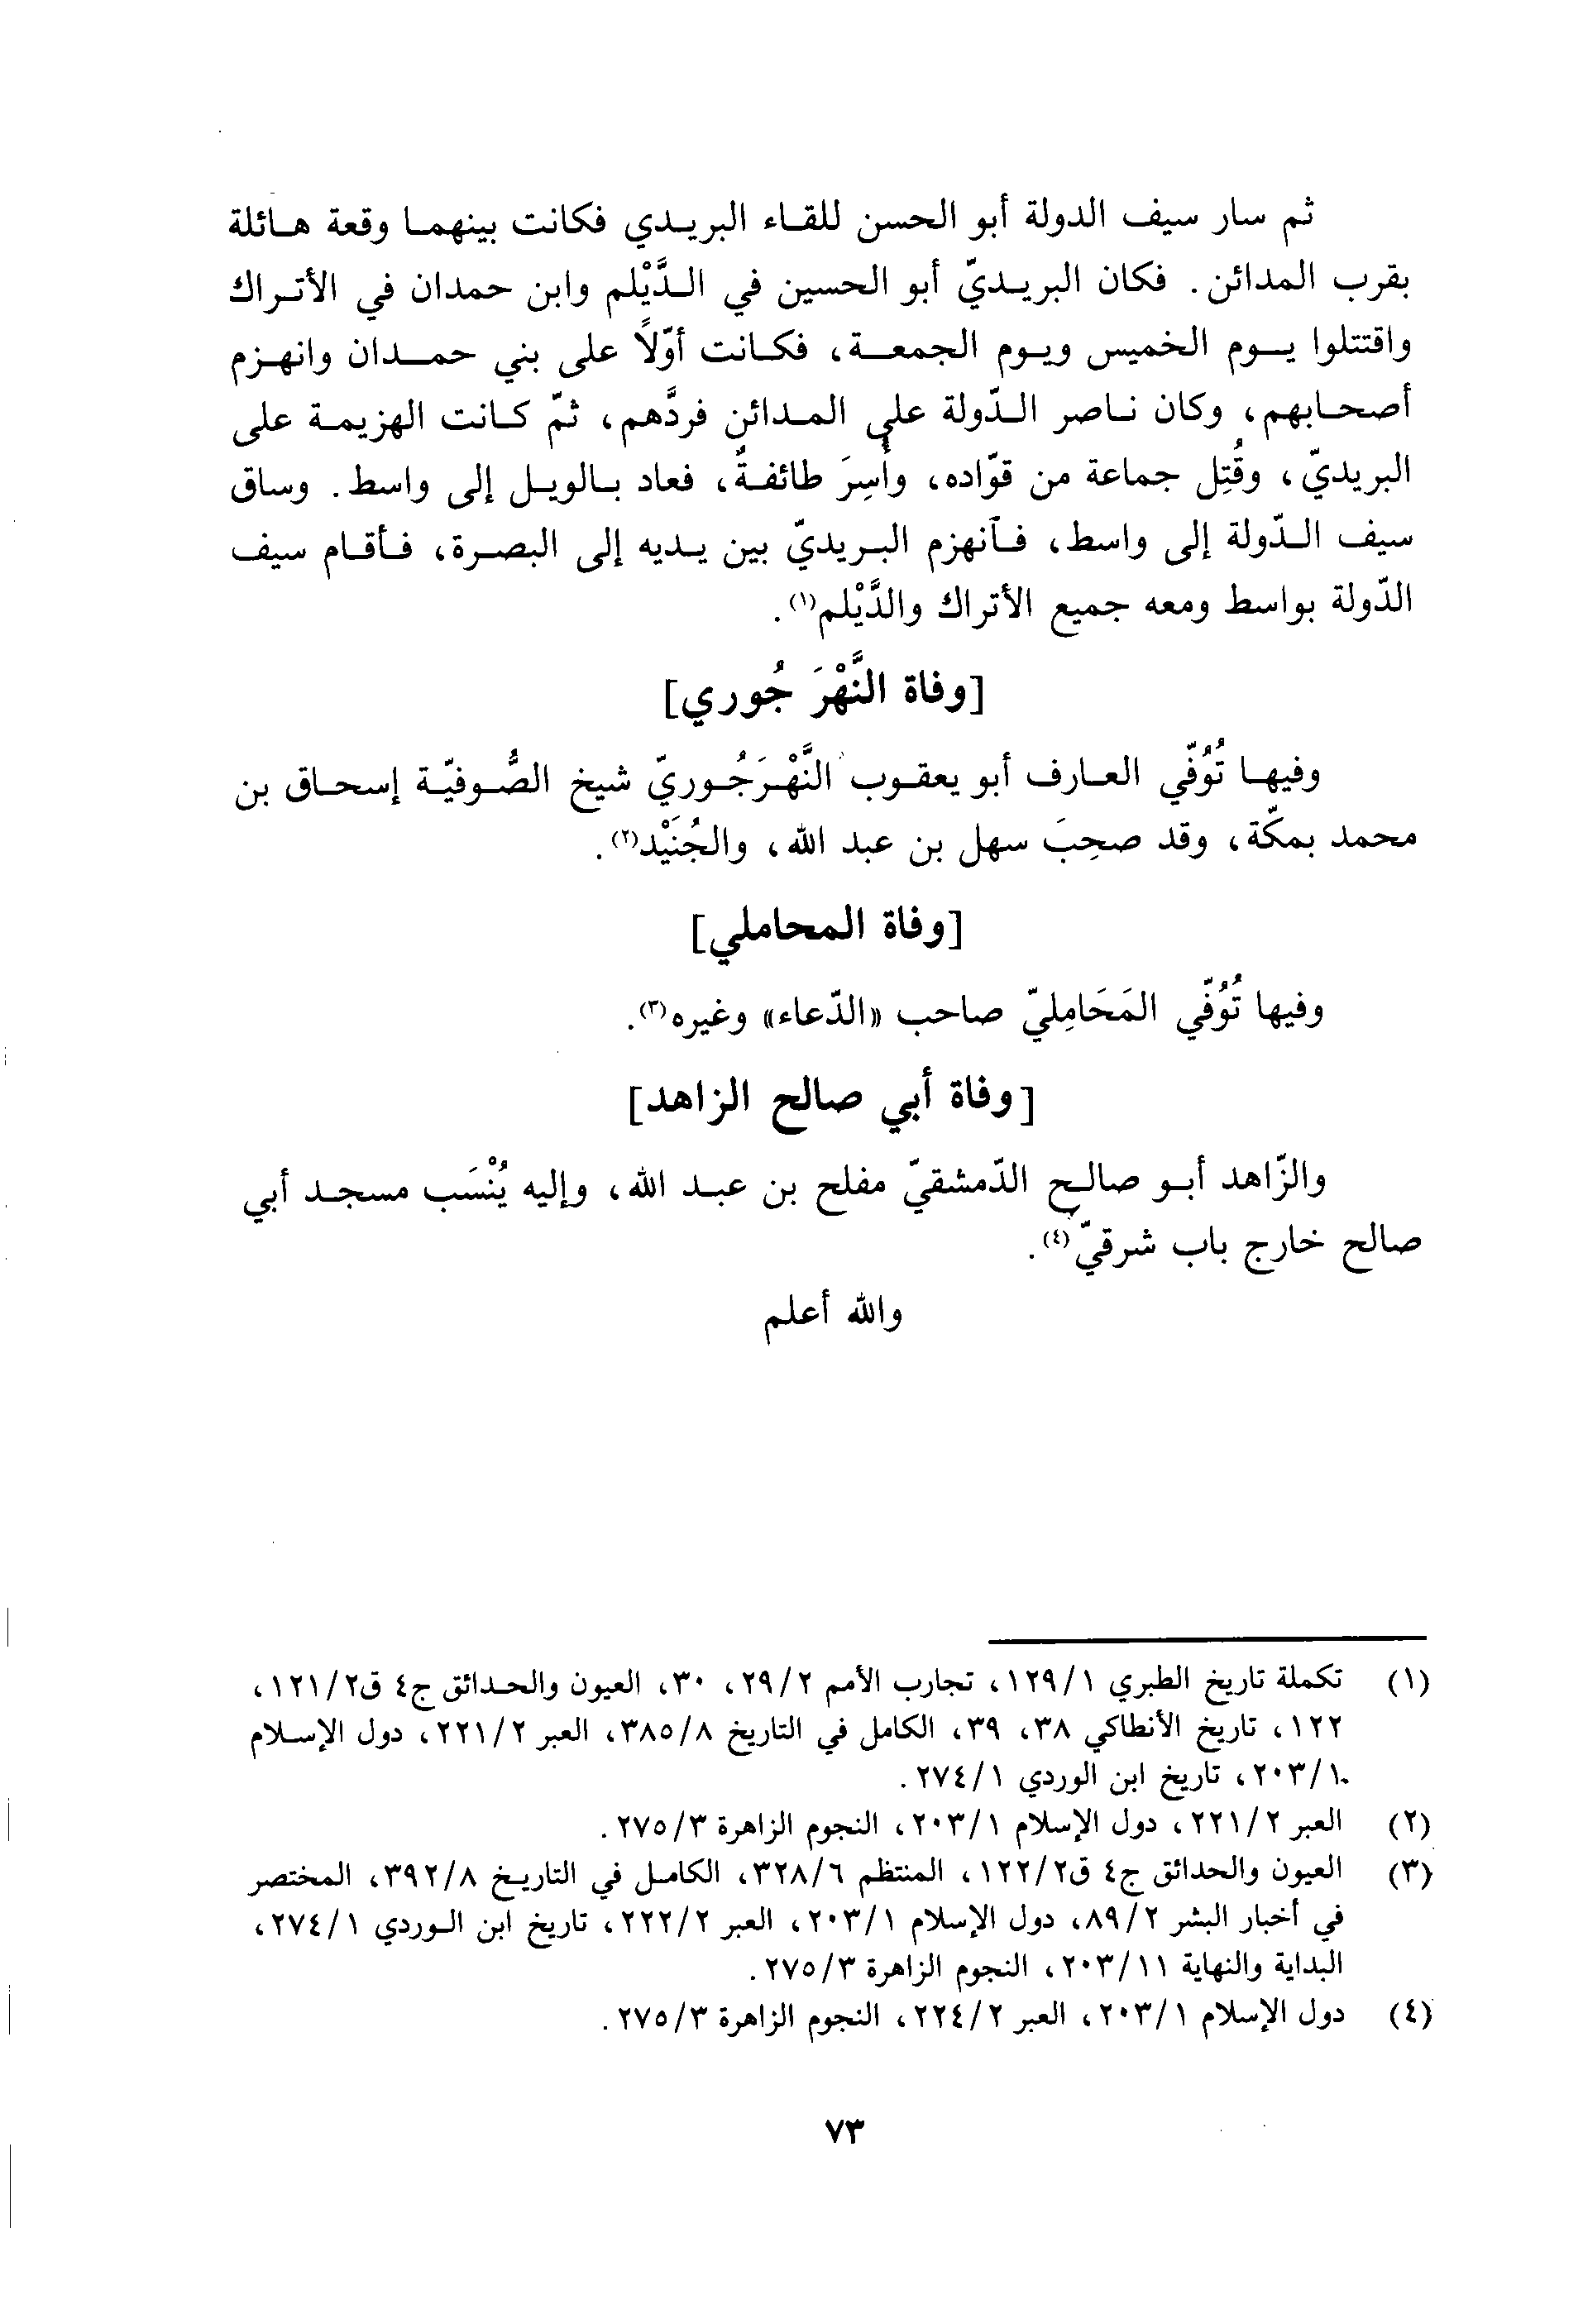 ثم سار سيف الدولة أبو الحسن للقاء البريدي فكانت بينهما وقعة هائلة
بقرب المدائن. فكان البريديّ أبو الحسين في الدَّيْلم وابن حمدان في الأتراك
واقتتلوا يوم الخميس ويوم الجمعة، فكانت أوّلاً على بني حمدان وانهزم
أصحابهم، وكان ناصر الدّولة على المدائن فردَّهم، ثمّ كانت الهزيمة على
البريديّ، وقُتِل جماعة من قوّاده، وأُسِرَ طائفةٌ، فعاد بالويل إلى واسط. وساق
سيف الدّولة إلى واسط، فآنهزم البريديّ بين يديه إلى البصرة، فأقام سيف
الدّولة بواسط ومعه جميع الأتراك والدَّيْلم(١).
[وفاة النَّهْرَ جُوري]
وفيها تُوُفّي العارف أبو يعقوب النَّهْرَجُوريّ شيخ الصُّوفيّة إسحاق بن
محمد بمكّة، وقد صحِبَ سهل بن عبد الله، والجُنَيْد(٢).
[وفاة المحاملي]
وفيها تُوُفّي المَحَامِليّ صاحب «الدّعاء» وغيره(٣).
[وفاة أبي صالح الزاهد]
والزّاهد أبو صالح الدّمشقيّ مفلح بن عبد الله، وإليه يُنْسَب مسجد أبي
صالح خارج باب شرقيّ(٤).
والله أعلم
(١) تكملة تاريخ الطبري ١/١٢٩، تجارب الأمم ٢/٢٩، ٣٠، العيون والحدائق ج٤ ق٢/١٢١،
١٢٢، تاريخ الأنطاكي ٣٨، ٣٩، الكامل في التاريخ ٨/٣٨٥، العبر ٢/٢٢١، دول الإسلام
١/٢٠٣، تاريخ ابن الوردي ١/٢٧٤.
(٢) العبر ٢/٢٢١، دول الإسلام ١/٢٠٣، النجوم الزاهرة ٣/٢٧٥.
(٣) العيون والحدائق ج٤ ق٢/١٢٢، المنتظم ٦/٣٢٨، الكامل في التاريخ ٨/٣٩٢، المختصر
في أخبار البشر ٢/٨٩، دول الإسلام ١/٢٠٣، العبر ٢/٢٢٢، تاريخ ابن الوردي ١/٢٧٤،
البداية والنهاية ١١/٢٠٣، النجوم الزاهرة ٣/٢٧٥.
(٤) دول الإسلام ١/٢٠٣، العبر ٢/٢٢٤، النجوم الزاهرة ٣/٢٧٥.
٧٣